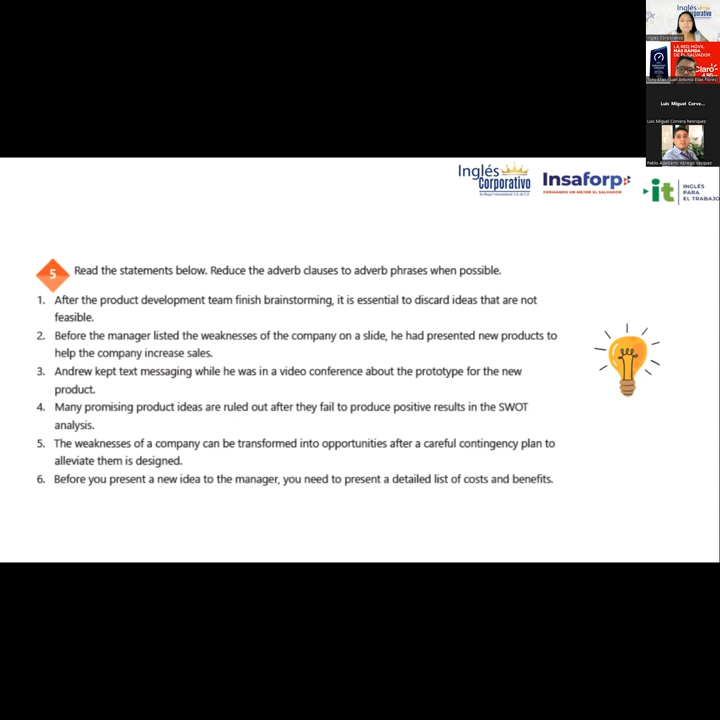 Inglés
Corporativo
Inglés Corporativo
LA RED MÓVIL
MÁS RÁPIDA
DE EL SALVADOR
Claro
Luis Miguel Corve...
Luis Miguel Corvera henriquez
Pablo Adalberto Abrego Vasquez
Inglés
Corporativo
Insaforp
FORMANDO UN MEJOR EL SALVADOR
it
INGLÉS
PARA
EL TRABAJO
5 Read the statements below. Reduce the adverb clauses to adverb phrases when possible.
1. After the product development team finish brainstorming, it is essential to discard ideas that are not
feasible.
2. Before the manager listed the weaknesses of the company on a slide, he had presented new products to
help the company increase sales.
3. Andrew kept text messaging while he was in a video conference about the prototype for the new
product.
4. Many promising product ideas are ruled out after they fail to produce positive results in the SWOT
analysis.
5. The weaknesses of a company can be transformed into opportunities after a careful contingency plan to
alleviate them is designed.
6. Before you present a new idea to the manager, you need to present a detailed list of costs and benefits.